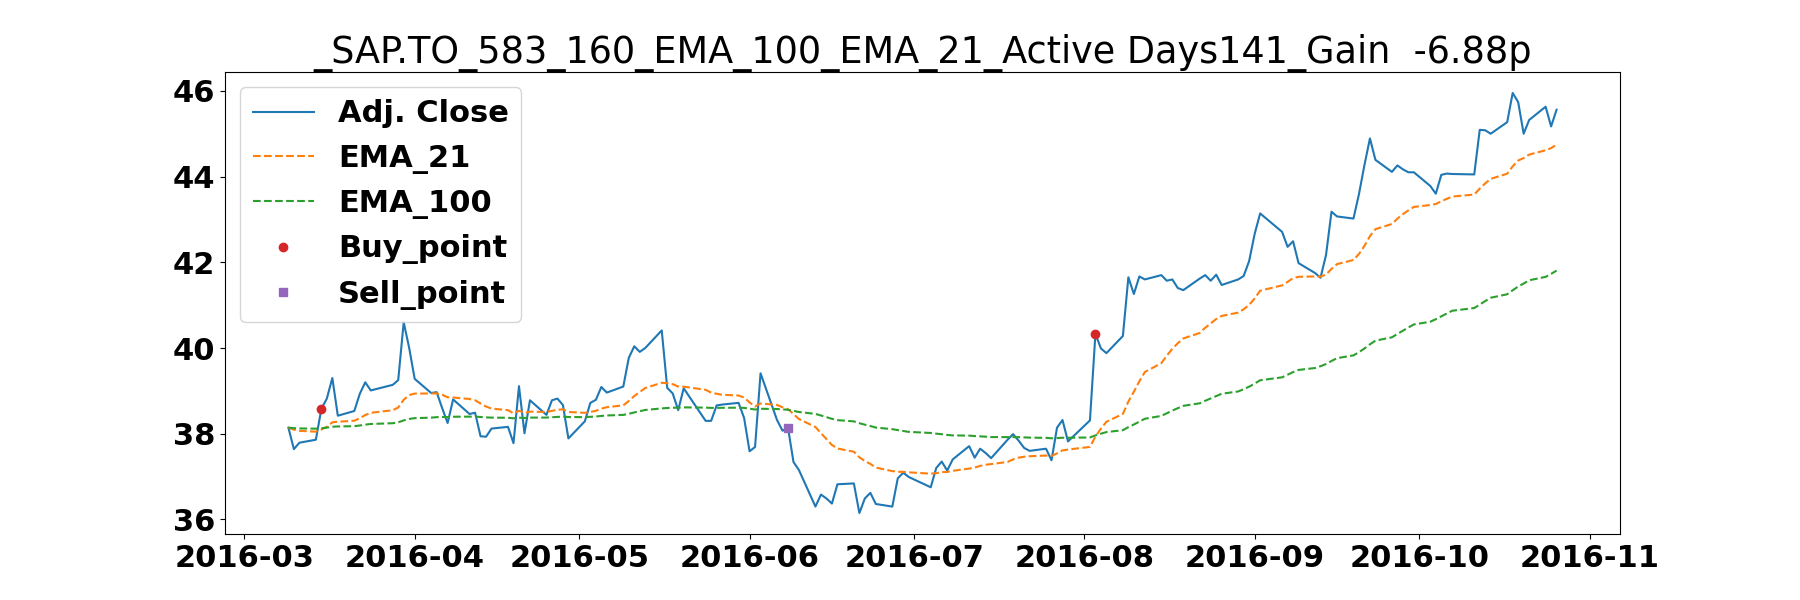 _SAP.TO_583_160_EMA_100_EMA_21_Active Days141_Gain  -6.88p
46
44
42
40
38
36
Adj. Close
EMA_21
EMA_100
Buy_point
Sell_point
2016-03 2016-04 2016-05 2016-06 2016-07 2016-08 2016-09 2016-10 2016-11